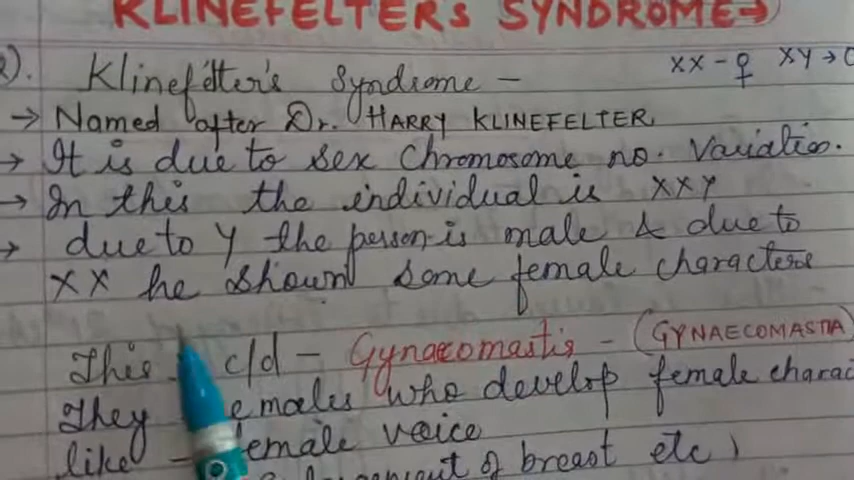 KLINEFELTERS SYNDROME→
2). Klinefelter's Syndrome – XX - ♀ XY →
→ Named after Dr. HARRY KLINEFELTER.
→ It is due to sex Chromosome no. Variation.
→ In this the individual is XXY
→ due to Y the person is male & due to
XX he shown some female characters
This c/d – Gynaecomastis – (GYNAECOMASTIA)
They emales who develop female charac
like – female voice
of breast etc)